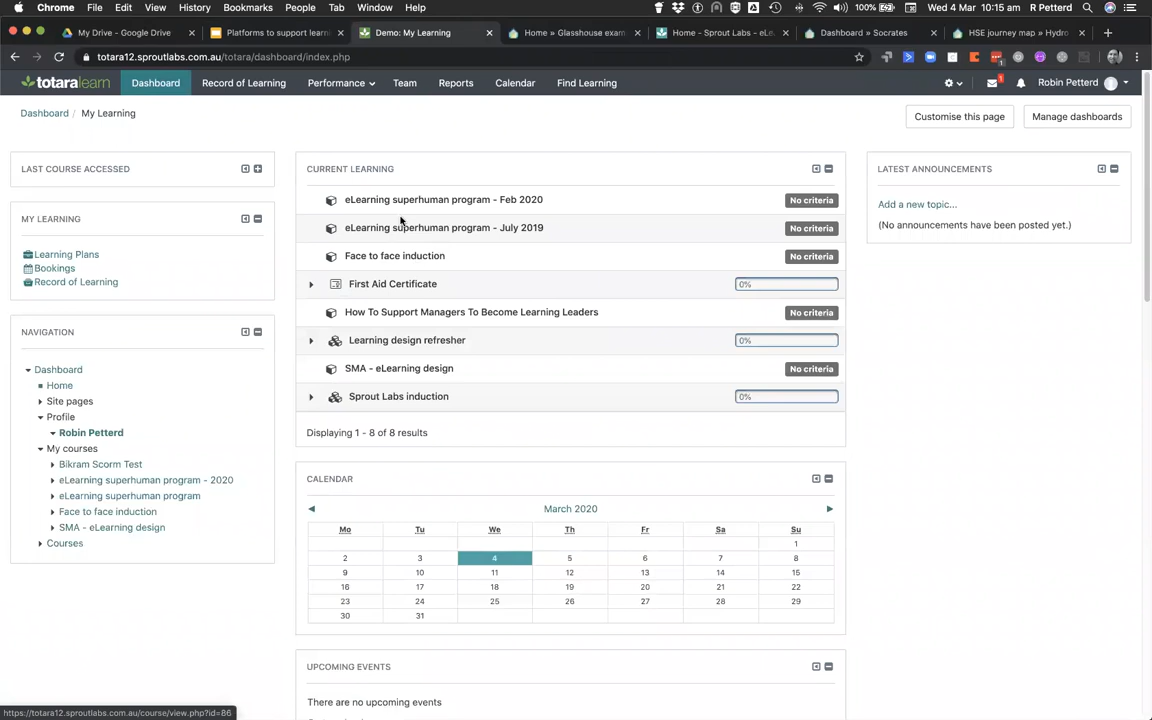 Chrome File Edit View History Bookmarks People Tab Window Help
100% Wed 4 Mar 10:15 am R Petterd
My Drive - Google Drive
Platforms to support learni
Demo: My Learning
Home » Glasshouse exam
Home - Sprout Labs - eLe
Dashboard » Socrates
HSE journey map » Hydro
totara12.sproutlabs.com.au/totara/dashboard/index.php
totaralearn Dashboard Record of Learning Performance Team Reports Calendar Find Learning
1
Robin Petterd
Dashboard / My Learning
Customise this page
Manage dashboards
LAST COURSE ACCESSED
MY LEARNING
Learning Plans
Bookings
Record of Learning
NAVIGATION
Dashboard
Home
Site pages
Profile
Robin Petterd
My courses
Bikram Scorm Test
eLearning superhuman program - 2020
eLearning superhuman program
Face to face induction
SMA - eLearning design
Courses
CURRENT LEARNING
eLearning superhuman program - Feb 2020 No criteria
eLearning superhuman program - July 2019 No criteria
Face to face induction No criteria
First Aid Certificate 0%
How To Support Managers To Become Learning Leaders No criteria
Learning design refresher 0%
SMA - eLearning design No criteria
Sprout Labs induction 0%
Displaying 1 - 8 of 8 results
CALENDAR
March 2020
Mo Tu We Th Fr Sa Su
1
2 3 4 5 6 7 8
9 10 11 12 13 14 15
16 17 18 19 20 21 22
23 24 25 26 27 28 29
30 31
UPCOMING EVENTS
There are no upcoming events
LATEST ANNOUNCEMENTS
Add a new topic...
(No announcements have been posted yet.)
https://totara12.sproutlabs.com.au/course/view.php?id=86